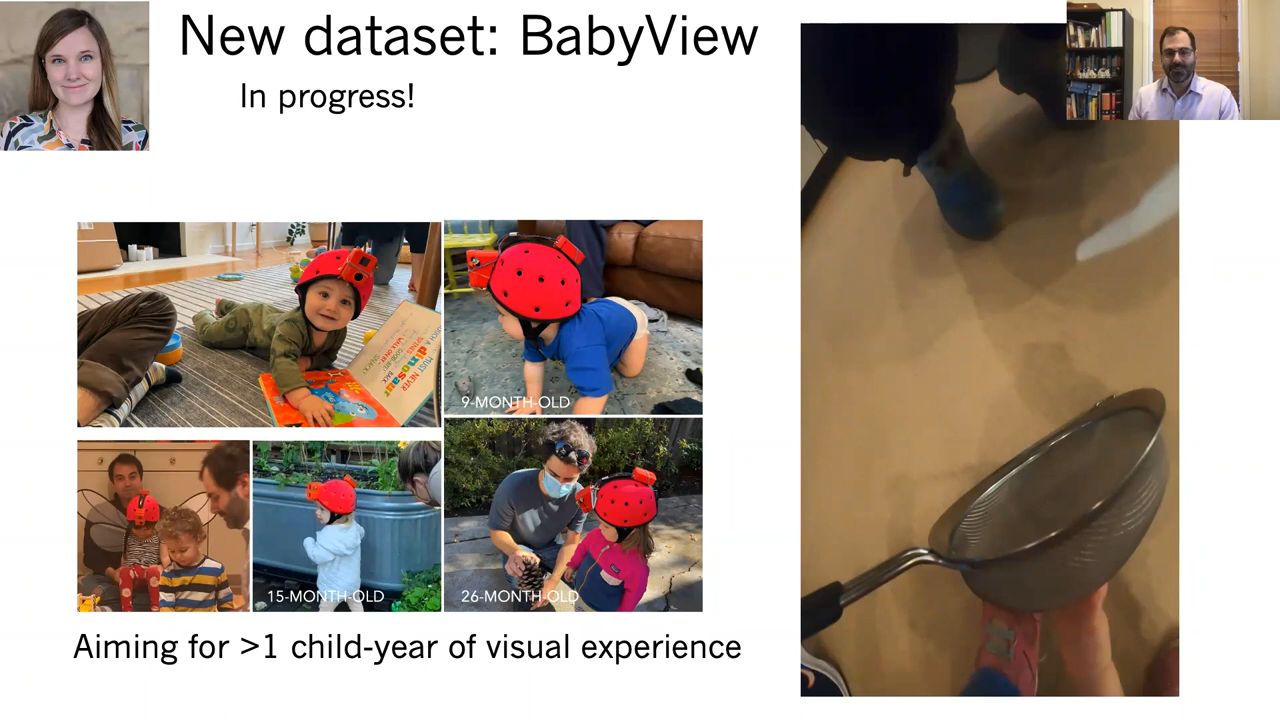 New dataset: BabyView
In progress!
dinosaur
9-MONTH-OLD
15-MONTH-OLD
26-MONTH-OLD
Aiming for >1 child-year of visual experience